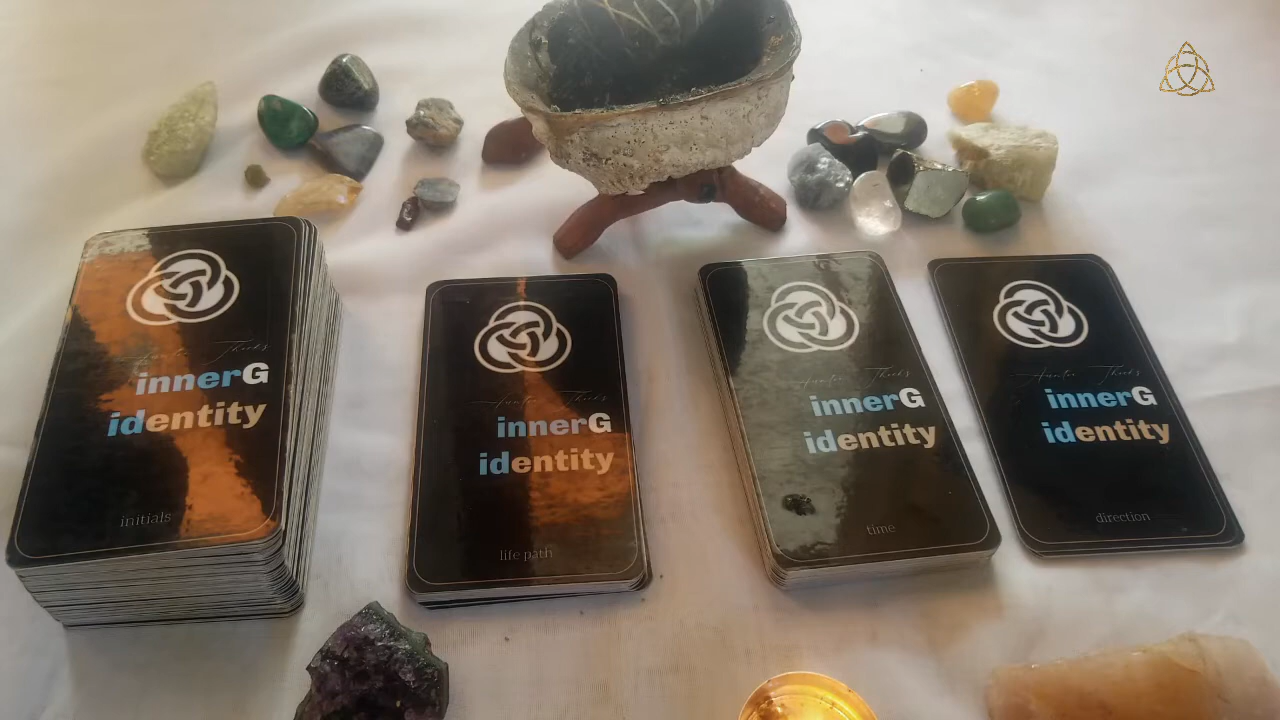 innerG
identity
initials
innerG
identity
life path
innerG
identity
time
innerG
identity
direction